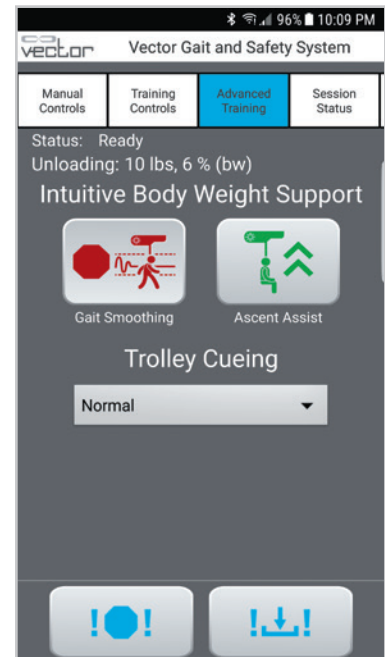 96% 10:09 PM
vector Vector Gait and Safety System
Manual Controls
Training Controls
Advanced Training
Session Status
Status: Ready
Unloading: 10 lbs, 6 % (bw)
Intuitive Body Weight Support
Gait Smoothing Ascent Assist
Trolley Cueing
Normal
! !
! !